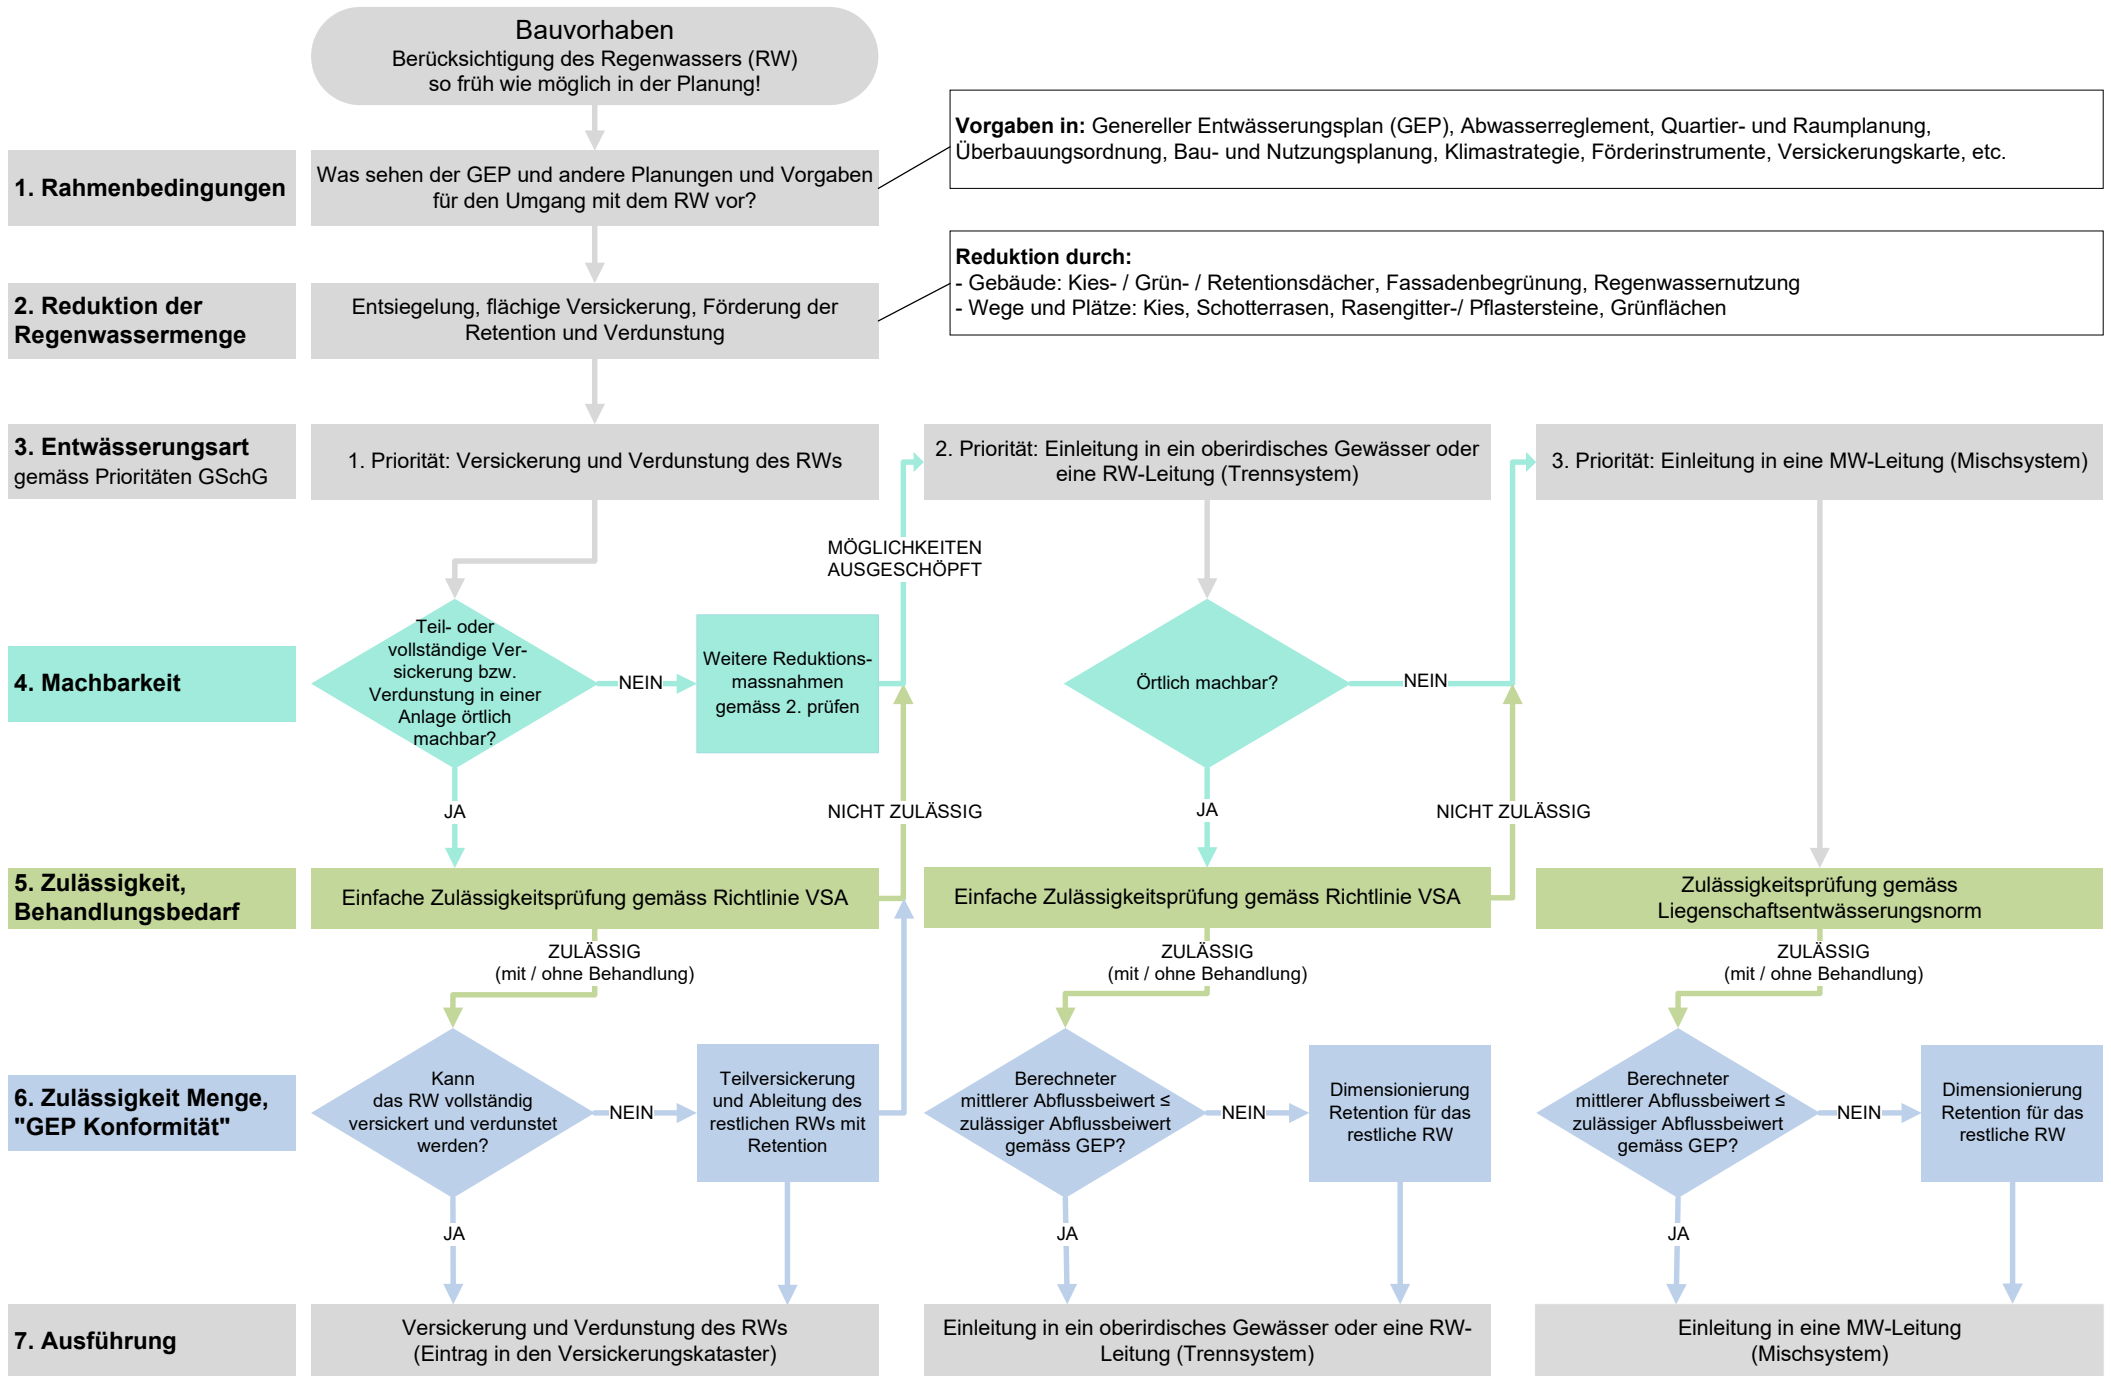 Bauvorhaben
Berücksichtigung des Regenwassers (RW)
so früh wie möglich in der Planung!
Vorgaben in: Genereller Entwässerungsplan (GEP), Abwasserreglement, Quartier- und Raumplanung,
Überbauungsordnung, Bau- und Nutzungsplanung, Klimastrategie, Förderinstrumente, Versickerungskarte, etc.
1. Rahmenbedingungen
Was sehen der GEP und andere Planungen und Vorgaben
für den Umgang mit dem RW vor?
Reduktion durch:
- Gebäude: Kies- / Grün- / Retentionsdächer, Fassadenbegrünung, Regenwassernutzung
- Wege und Plätze: Kies, Schotterrasen, Rasengitter-/ Pflastersteine, Grünflächen
2. Reduktion der
Regenwassermenge
Entsiegelung, flächige Versickerung, Förderung der
Retention und Verdunstung
3. Entwässerungsart
gemäss Prioritäten GSchG
1. Priorität: Versickerung und Verdunstung des RWs
2. Priorität: Einleitung in ein oberirdisches Gewässer oder
eine RW-Leitung (Trennsystem)
3. Priorität: Einleitung in eine MW-Leitung (Mischsystem)
MÖGLICHKEITEN
AUSGESCHÖPFT
4. Machbarkeit
Teil- oder
vollständige Ver-
sickerung bzw.
Verdunstung in einer
Anlage örtlich
machbar?
NEIN
Weitere Reduktions-
massnahmen
gemäss 2. prüfen
Örtlich machbar?
NEIN
JA
NICHT ZULÄSSIG
JA
NICHT ZULÄSSIG
5. Zulässigkeit,
Behandlungsbedarf
Einfache Zulässigkeitsprüfung gemäss Richtlinie VSA
Einfache Zulässigkeitsprüfung gemäss Richtlinie VSA
Zulässigkeitsprüfung gemäss
Liegenschaftsentwässerungsnorm
ZULÄSSIG
(mit / ohne Behandlung)
ZULÄSSIG
(mit / ohne Behandlung)
ZULÄSSIG
(mit / ohne Behandlung)
6. Zulässigkeit Menge,
"GEP Konformität"
Kann
das RW vollständig
versickert und verdunstet
werden?
NEIN
Teilversickerung
und Ableitung des
restlichen RWs mit
Retention
Berechneter
mittlerer Abflussbeiwert ≤
zulässiger Abflussbeiwert
gemäss GEP?
NEIN
Dimensionierung
Retention für das
restliche RW
Berechneter
mittlerer Abflussbeiwert ≤
zulässiger Abflussbeiwert
gemäss GEP?
NEIN
Dimensionierung
Retention für das
restliche RW
JA
JA
JA
7. Ausführung
Versickerung und Verdunstung des RWs
(Eintrag in den Versickerungskataster)
Einleitung in ein oberirdisches Gewässer oder eine RW-
Leitung (Trennsystem)
Einleitung in eine MW-Leitung
(Mischsystem)